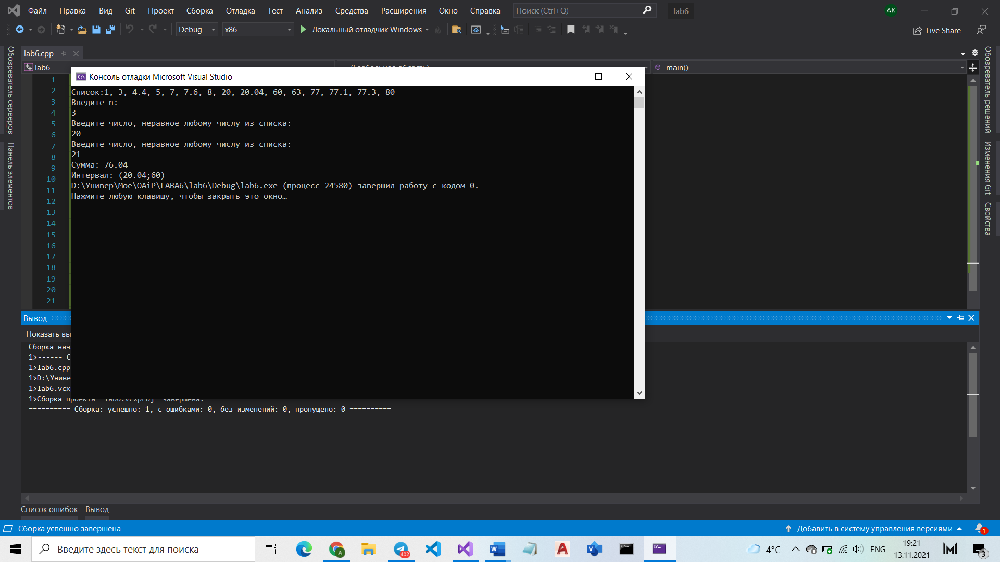 Файл Правка Вид Git Проект Сборка Отладка Тест Анализ Средства Расширения Окно Справка Поиск (Ctrl+Q) lab6 AK
Debug x86 Локальный отладчик Windows Live Share
lab6.cpp
lab6 (Глобальная область) main()
Обозреватель серверов
Панель элементов
Обозреватель решений
Изменения Git
Свойства
1
2
3
4
5
6
7
8
9
10
11
12
13
14
15
16
17
18
19
20
21
Консоль отладки Microsoft Visual Studio
Список:1, 3, 4.4, 5, 7, 7.6, 8, 20, 20.04, 60, 63, 77, 77.1, 77.3, 80
Введите n:
3
Введите число, неравное любому числу из списка:
20
Введите число, неравное любому числу из списка:
21
Сумма: 76.04
Интервал: (20.04;60)
D:\Универ\Мое\OAiP\LABA6\lab6\Debug\lab6.exe (процесс 24580) завершил работу с кодом 0.
Нажмите любую клавишу, чтобы закрыть это окно…
Вывод
Показать вы
Сборка нача
1>------ С
1>lab6.cpp
1>D:\Униве
1>lab6.vcxp
1>Сборка проекта "lab6.vcxproj" завершена.
========== Сборка: успешно: 1, с ошибками: 0, без изменений: 0, пропущено: 0 ==========
Список ошибок Вывод
Сборка успешно завершена Добавить в систему управления версиями 1
Введите здесь текст для поиска 402 4°C ENG 19:21
13.11.2021 3